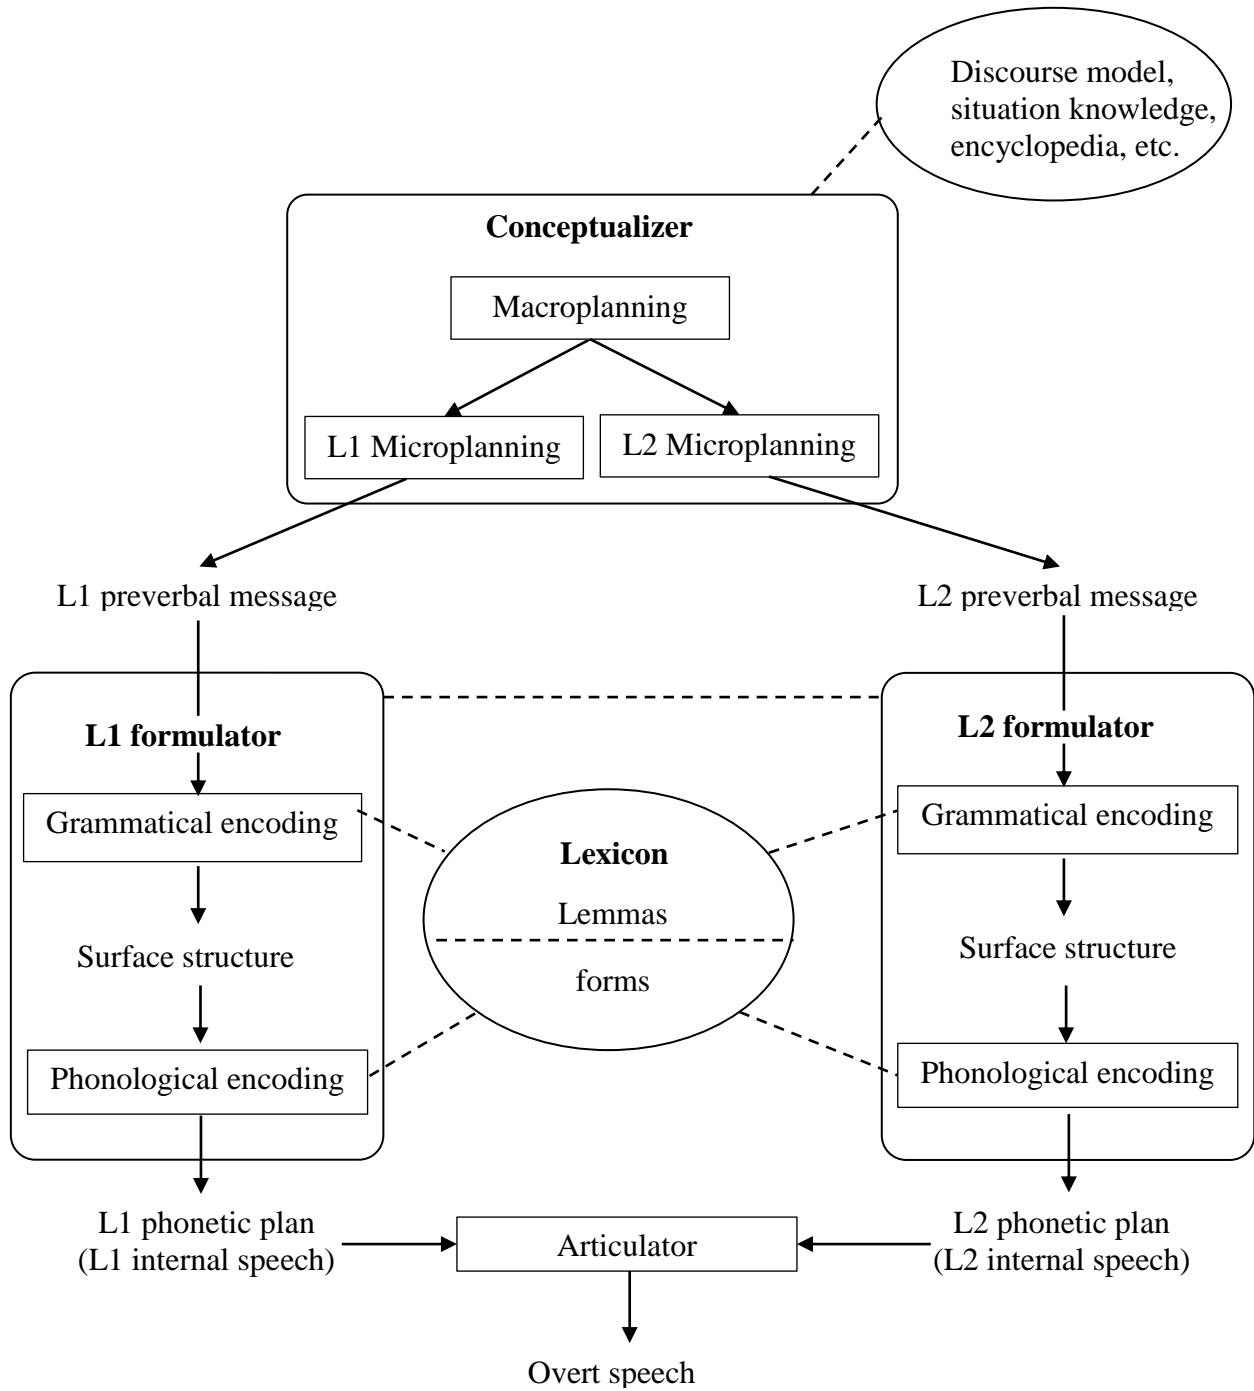 Discourse model,
situation knowledge,
encyclopedia, etc.
Conceptualizer
Macroplanning
L1 Microplanning
L2 Microplanning
L1 preverbal message
L2 preverbal message
L1 formulator
L2 formulator
Grammatical encoding
Grammatical encoding
Lexicon
Lemmas
forms
Surface structure
Surface structure
Phonological encoding
Phonological encoding
L1 phonetic plan
(L1 internal speech)
Articulator
L2 phonetic plan
(L2 internal speech)
Overt speech